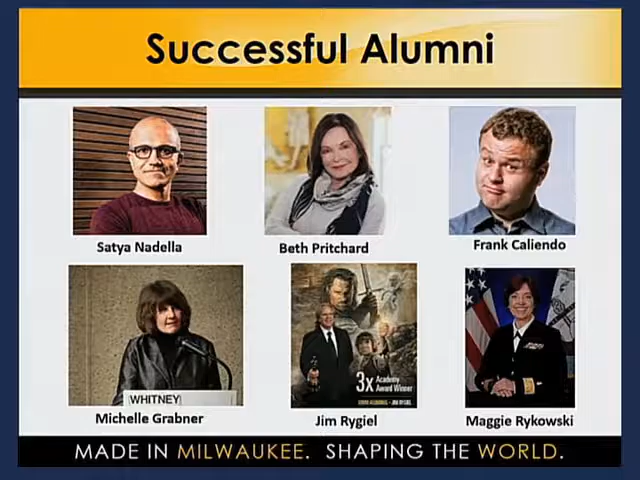 Successful Alumni
Satya Nadella
Beth Pritchard
Frank Caliendo
WHITNEY
3x Academy
Award Winner
Michelle Grabner
Jim Rygiel
Maggie Rykowski
MADE IN MILWAUKEE. SHAPING THE WORLD.